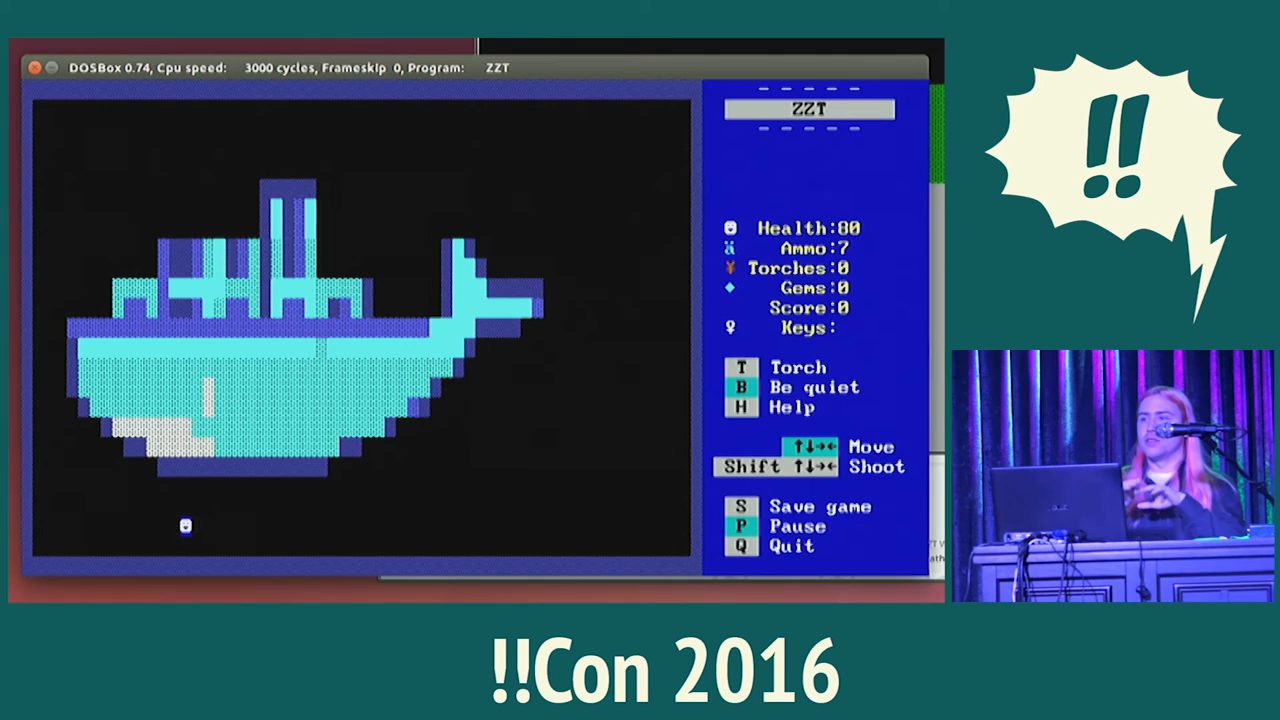 DOSBox 0.74, Cpu speed: 3000 cycles, Frameskip 0, Program: ZZT
ZZT
Health:80
Ammo:7
Torches:0
Gems:0
Score:0
Keys:
T Torch
B Be quiet
H Help
↑↓→← Move
Shift ↑↓→← Shoot
S Save game
P Pause
Q Quit
!!
!!Con 2016